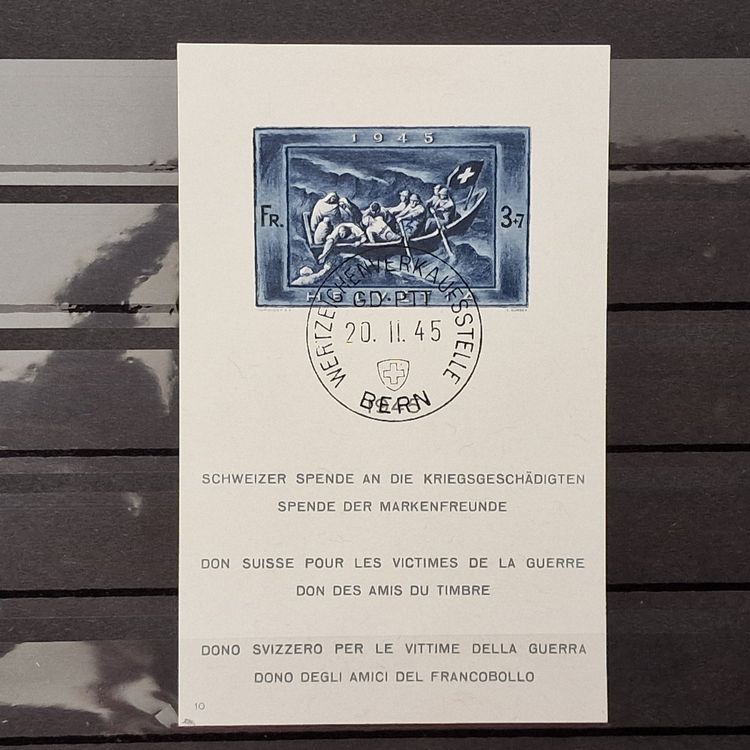 1945
FR.
3+7
HELVETIA
WERTZEICHENVERKAUFSSTELLE
GD-PTT
20. II. 45
BERN
1945
SCHWEIZER SPENDE AN DIE KRIEGSGESCHÄDIGTEN
SPENDE DER MARKENFREUNDE
DON SUISSE POUR LES VICTIMES DE LA GUERRE
DON DES AMIS DU TIMBRE
DONO SVIZZERO PER LE VITTIME DELLA GUERRA
DONO DEGLI AMICI DEL FRANCOBOLLO
10